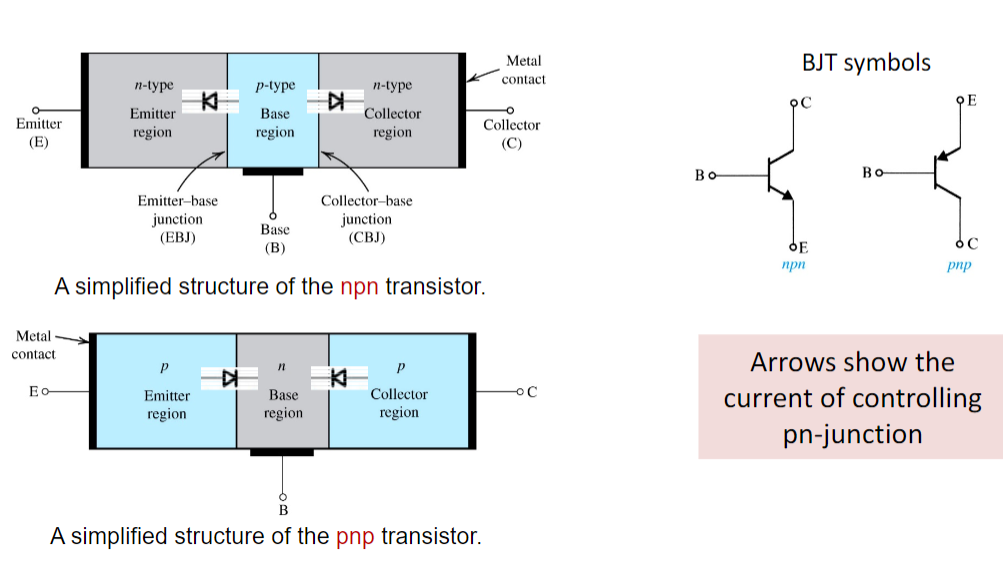 n-type
Emitter
region
p-type
Base
region
n-type
Collector
region
Metal
contact
Emitter
(E)
Collector
(C)
Emitter–base
junction
(EBJ)
Base
(B)
Collector–base
junction
(CBJ)
A simplified structure of the npn transistor.
Metal
contact
E
p
Emitter
region
n
Base
region
p
Collector
region
C
B
A simplified structure of the pnp transistor.
BJT symbols
C
B
E
npn
E
B
C
pnp
Arrows show the
current of controlling
pn-junction